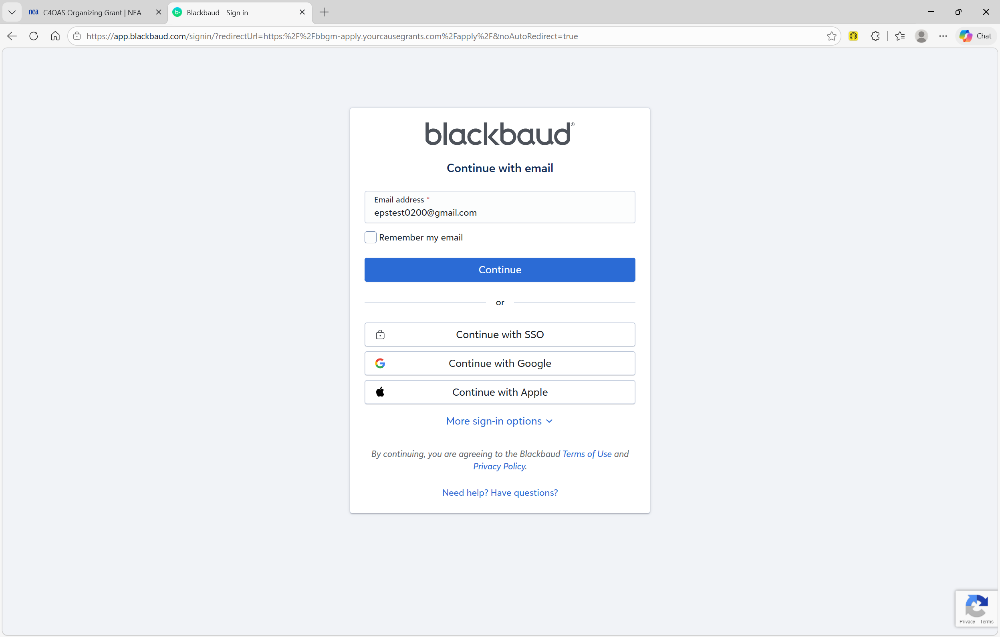 nea C4OAS Organizing Grant | NEA
Blackbaud - Sign in
https://app.blackbaud.com/signin/?redirectUrl=https:%2F%2Fbbgm-apply.yourcausegrants.com%2Fapply%2F&noAutoRedirect=true
Chat
blackbaud®
Continue with email
Email address *
epstest0200@gmail.com
Remember my email
Continue
or
Continue with SSO
Continue with Google
Continue with Apple
More sign-in options
By continuing, you are agreeing to the Blackbaud Terms of Use and
Privacy Policy.
Need help? Have questions?
Privacy - Terms